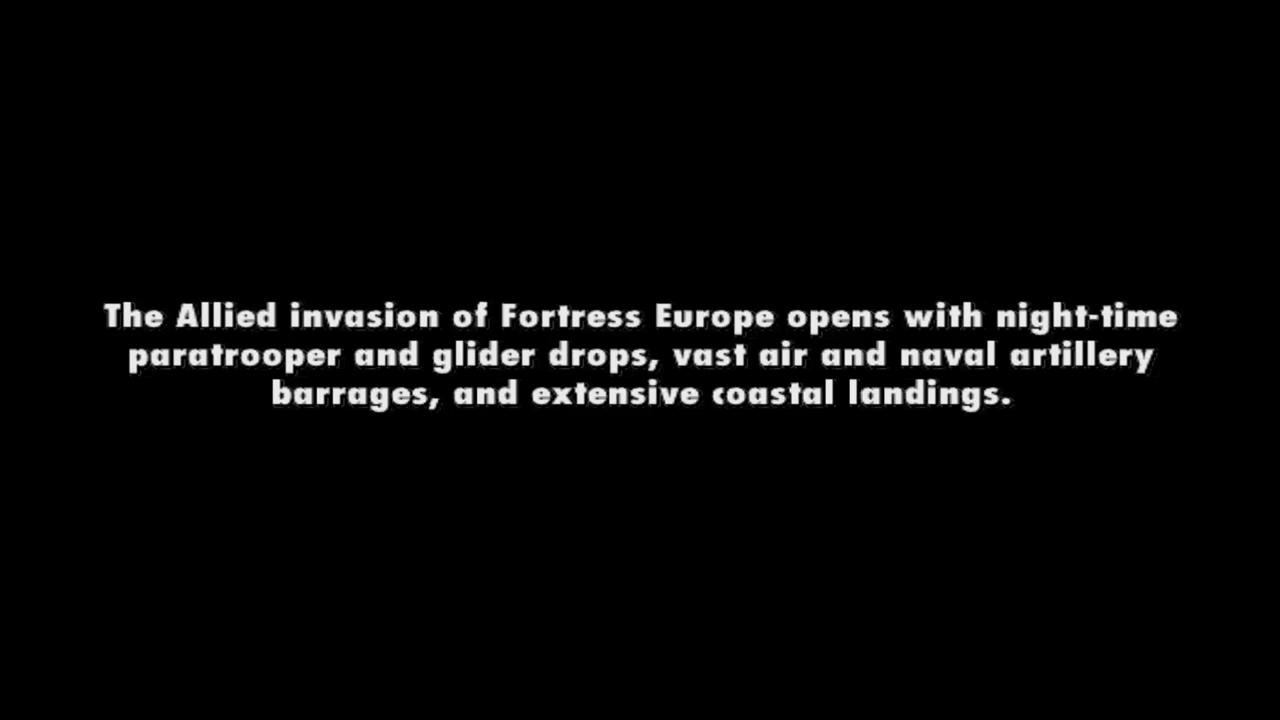 The Allied invasion of Fortress Europe opens with night-time
paratrooper and glider drops, vast air and naval artillery
barrages, and extensive coastal landings.